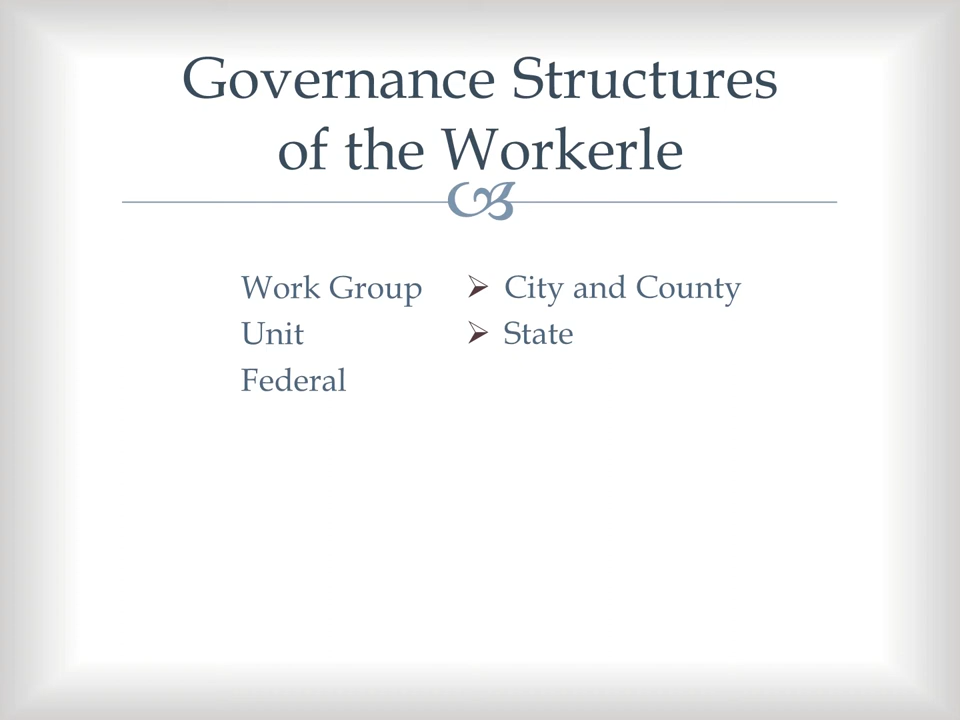 Governance Structures
of the Workerle
Work Group
Unit
Federal
City and County
State